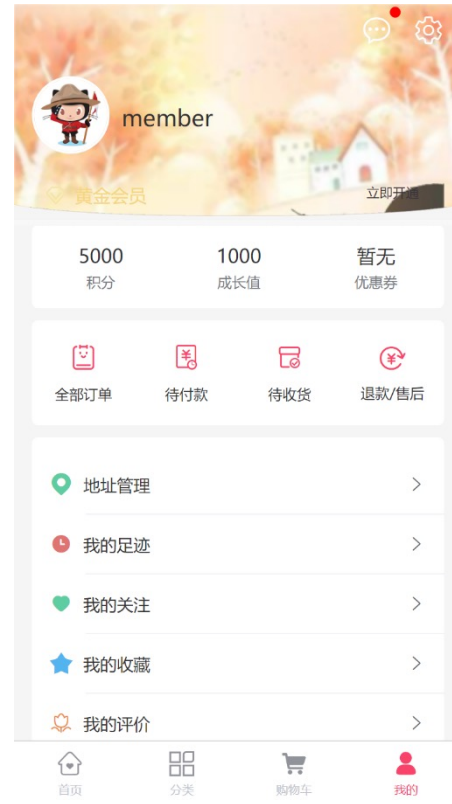 member
黄金会员
立即开通
5000 1000 暂无
积分 成长值 优惠券
全部订单 待付款 待收货 退款/售后
地址管理
我的足迹
我的关注
我的收藏
我的评价
首页 分类 购物车 我的